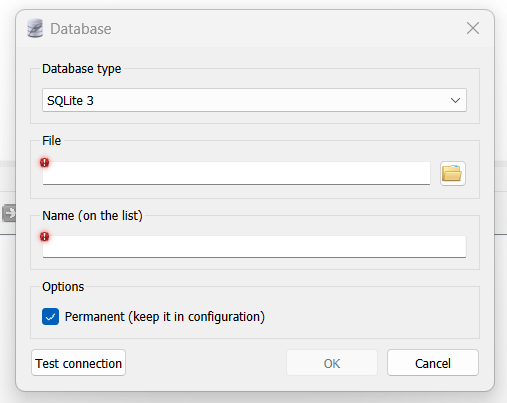 Database
Database type
SQLite 3
File
Name (on the list)
Options
Permanent (keep it in configuration)
Test connection
OK
Cancel